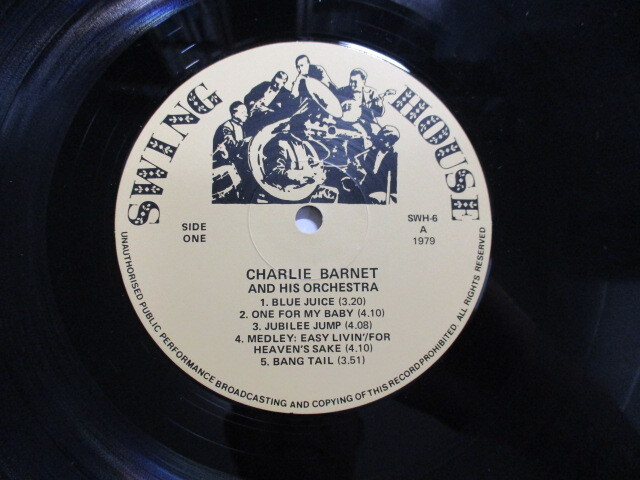 SWING HOUSE
SIDE
ONE
SWH-6
A
1979
CHARLIE BARNET
AND HIS ORCHESTRA
1. BLUE JUICE (3.20)
2. ONE FOR MY BABY (4.10)
3. JUBILEE JUMP (4.08)
4. MEDLEY: EASY LIVIN'/FOR
HEAVEN'S SAKE (4.10)
5. BANG TAIL (3.51)
UNAUTHORISED PUBLIC PERFORMANCE BROADCASTING AND COPYING OF THIS RECORD PROHIBITED. ALL RIGHTS RESERVED